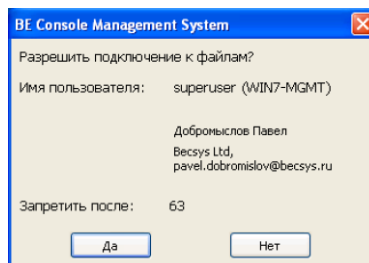 BE Console Management System
Разрешить подключение к файлам?
Имя пользователя: superuser (WIN7-MGMT)
Добромыслов Павел
Becsys Ltd,
pavel.dobromislov@becsys.ru
Запретить после: 63
Да Нет